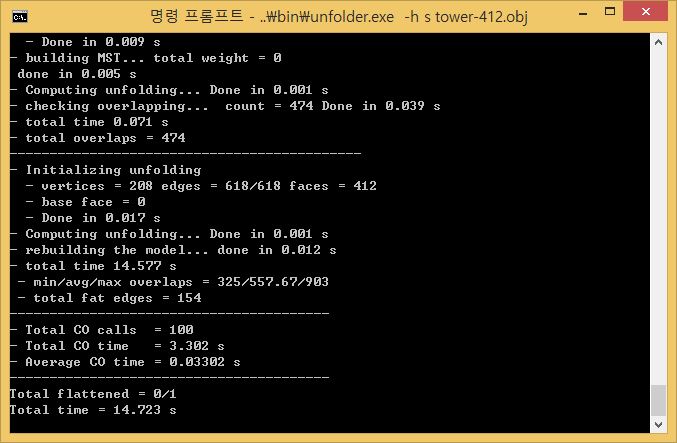 명령 프롬프트 - ..\bin\unfolder.exe -h s tower-412.obj
- Done in 0.009 s
- building MST... total weight = 0
done in 0.005 s
- Computing unfolding... Done in 0.001 s
- checking overlapping...  count = 474 Done in 0.039 s
- total time 0.071 s
- total overlaps = 474
--------------------------------------------
- Initializing unfolding
- vertices = 208 edges = 618/618 faces = 412
- base face = 0
- Done in 0.017 s
- Computing unfolding... Done in 0.001 s
- rebuilding the model... done in 0.012 s
- total time 14.577 s
- min/avg/max overlaps = 325/557.67/903
- total fat edges = 154
----------------------------------------
- Total CO calls  = 100
- Total CO time   = 3.302 s
- Average CO time = 0.03302 s
----------------------------------------
Total flattened = 0/1
Total time = 14.723 s